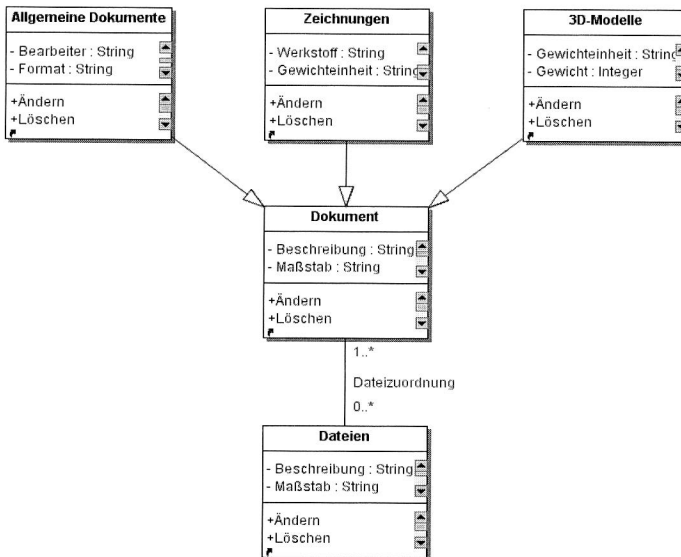 Allgemeine Dokumente
- Bearbeiter : String
- Format : String
+Ändern
+Löschen
Zeichnungen
- Werkstoff : String
- Gewichteinheit : String
+Ändern
+Löschen
3D-Modelle
- Gewichteinheit : String
- Gewicht : Integer
+Ändern
+Löschen
Dokument
- Beschreibung : String
- Maßstab : String
+Ändern
+Löschen
1..*
Dateizuordnung
0..*
Dateien
- Beschreibung : String
- Maßstab : String
+Ändern
+Löschen